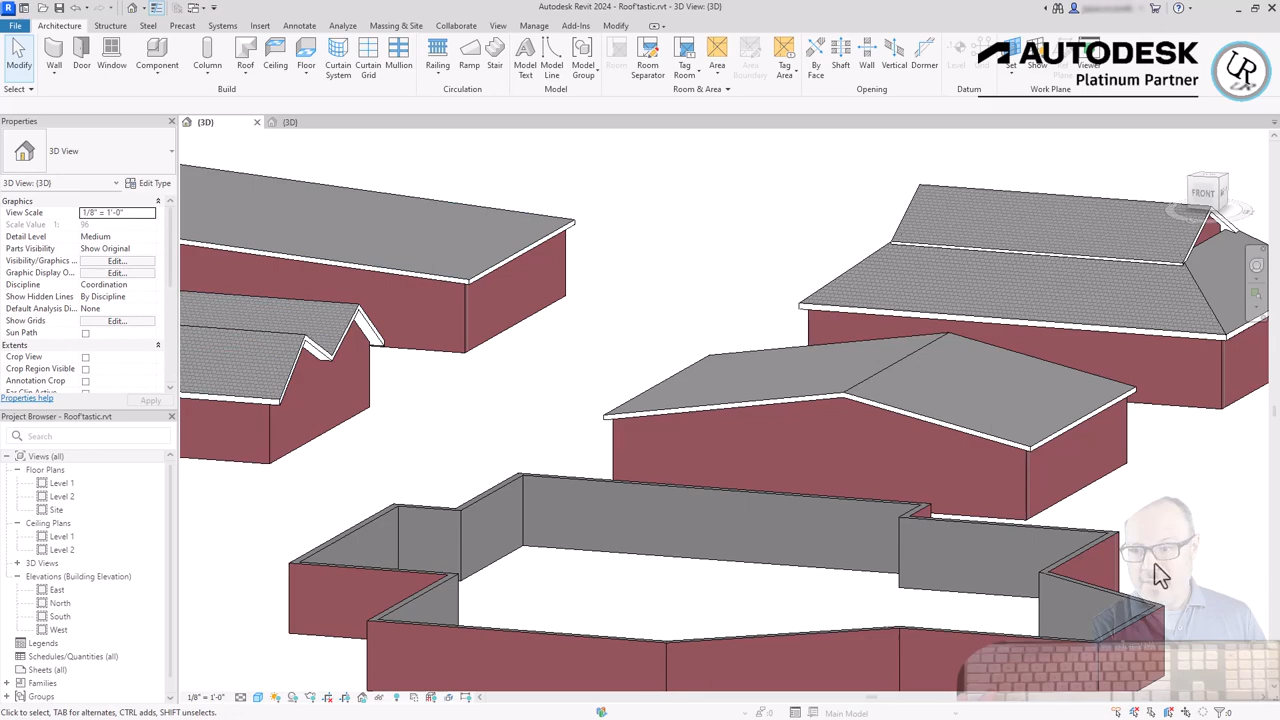 Autodesk Revit 2024 - Roof'tastic.rvt - 3D View: {3D}
File Architecture Structure Steel Precast Systems Insert Annotate Analyze Massing & Site Collaborate View Manage Add-Ins Modify
Modify Wall Door Window Component Column Roof Ceiling Floor Curtain System Curtain Grid Mullion Railing Ramp Stair Model Text Model Line Model Group Room Room Separator Tag Room Area Area Boundary Tag Area By Face Shaft Wall Vertical Dormer Level Grid Set Show Viewer
Select Build Circulation Model Room & Area Opening Datum Work Plane
AUTODESK
Platinum Partner
Properties
{3D} {3D}
3D View
3D View: {3D} Edit Type
Graphics
View Scale 1/8" = 1'-0"
Scale Value 1: 96
Detail Level Medium
Parts Visibility Show Original
Visibility/Graphics ... Edit...
Graphic Display O... Edit...
Discipline Coordination
Show Hidden Lines By Discipline
Default Analysis Di... None
Show Grids Edit...
Sun Path
Extents
Crop View
Crop Region Visible
Annotation Crop
Far Clip Active
Properties help Apply
FRONT
Project Browser - Roof'tastic.rvt
Search
Views (all)
Floor Plans
Level 1
Level 2
Site
Ceiling Plans
Level 1
Level 2
3D Views
Elevations (Building Elevation)
East
North
South
West
Legends
Schedules/Quantities (all)
Sheets (all)
Families
Groups
1/8" = 1'-0"
Click to select, TAB for alternates, CTRL adds, SHIFT unselects. :0 Main Model :0